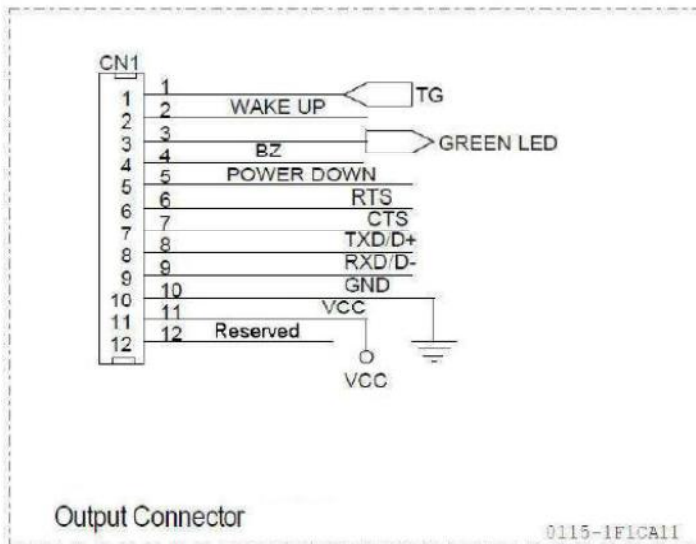 CN1
1 1 TG
2 2 WAKE UP
3 3 GREEN LED
4 4 BZ
5 5 POWER DOWN
6 6 RTS
7 7 CTS
8 8 TXD/D+
9 9 RXD/D-
10 10 GND
11 11 VCC
12 12 Reserved
VCC
Output Connector
0115-1F1CA11